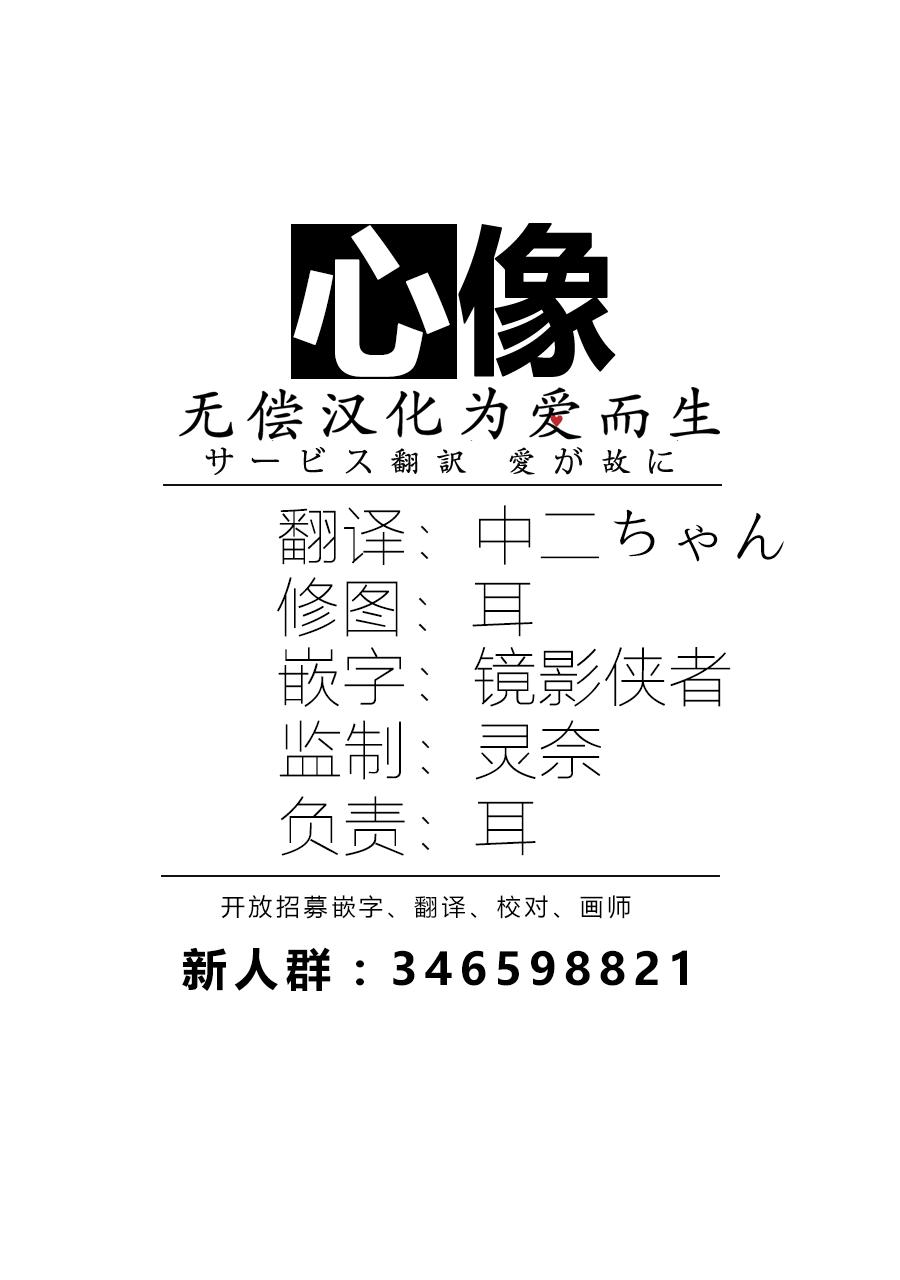 心像
无偿汉化为爱而生
サービス翻訳 愛が故に
翻译：中二ちゃん
修图：耳
嵌字：镜影侠者
监制：灵奈
负责：耳
开放招募嵌字、翻译、校对、画师
新人群：346598821